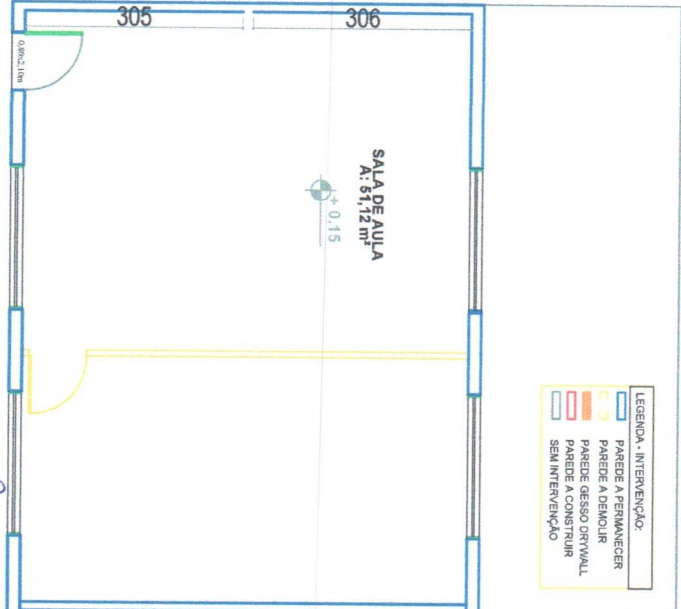 305
306
0,80x2,10m
SALA DE AULA
A: 51,12 m²
+ 0,15
LEGENDA - INTERVENÇÃO:
PAREDE A PERMANECER
PAREDE A DEMOLIR
PAREDE GESSO DRYWALL
PAREDE A CONSTRUIR
SEM INTERVENÇÃO